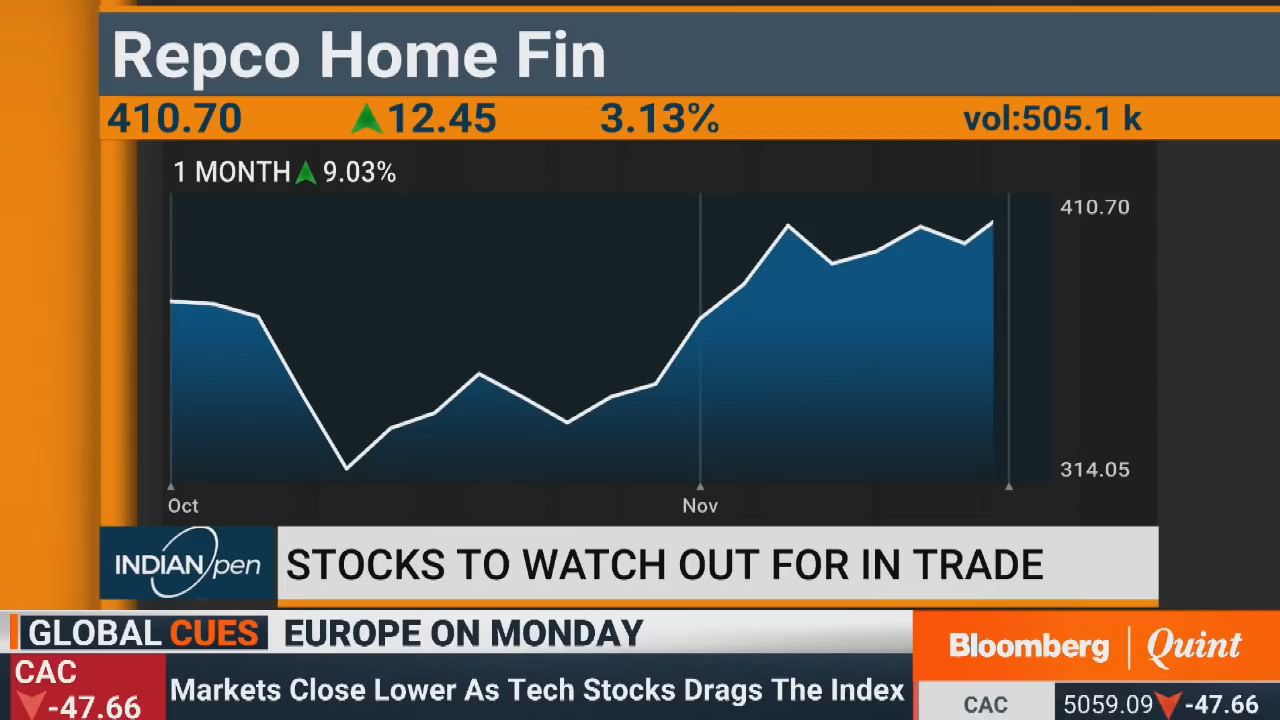 Repco Home Fin
410.70 ▲ 12.45 3.13% vol:505.1 k
1 MONTH ▲ 9.03%
410.70
314.05
Oct Nov
INDIAN Open STOCKS TO WATCH OUT FOR IN TRADE
GLOBAL CUES EUROPE ON MONDAY
Bloomberg | Quint
CAC
▼ -47.66
Markets Close Lower As Tech Stocks Drags The Index
CAC 5059.09 ▼ -47.66